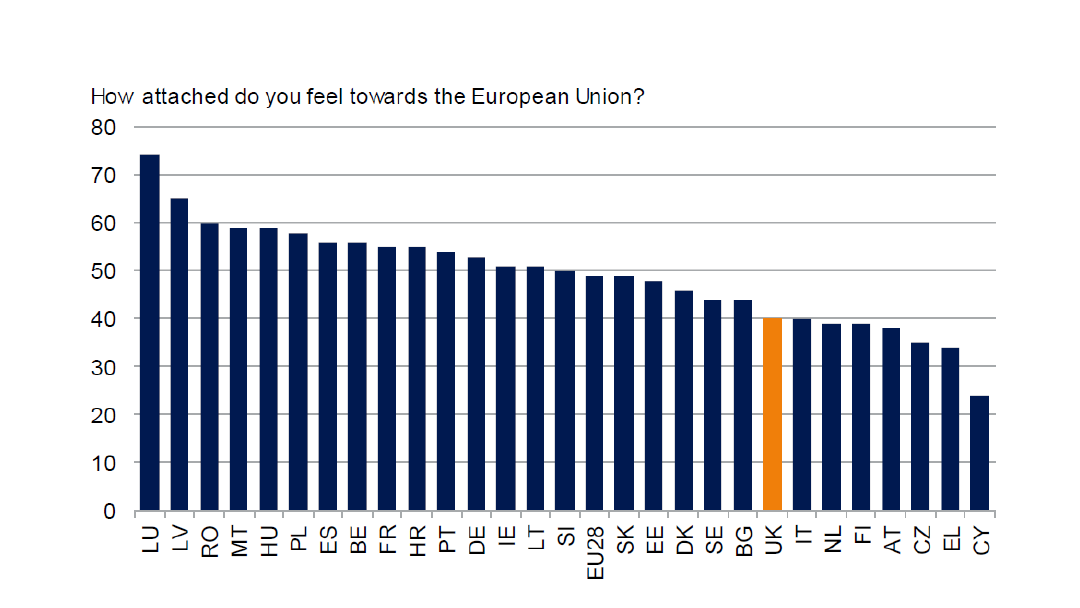 How attached do you feel towards the European Union?
80
70
60
50
40
30
20
10
0
LU
LV
RO
MT
HU
PL
ES
BE
FR
HR
PT
DE
IE
LT
SI
EU28
SK
EE
DK
SE
BG
UK
IT
NL
FI
AT
CZ
EL
CY